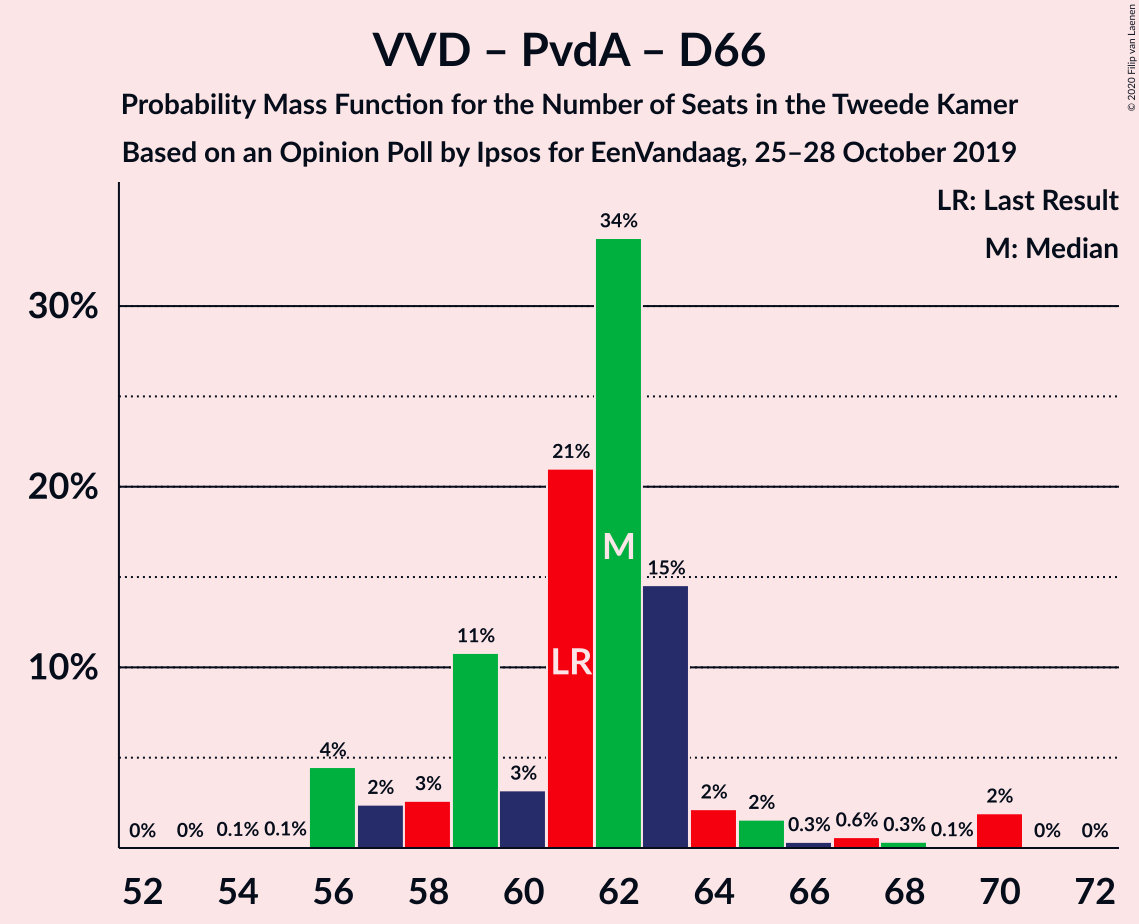 VVD – PvdA – D66
Probability Mass Function for the Number of Seats in the Tweede Kamer
Based on an Opinion Poll by Ipsos for EenVandaag, 25–28 October 2019
© 2020 Filip van Laenen
LR: Last Result
M: Median
30%
20%
10%
0%
0%
0.1%
0.1%
4%
2%
3%
11%
3%
21%
34%
15%
2%
2%
0.3%
0.6%
0.3%
0.1%
2%
0%
0%
LR
M
52 54 56 58 60 62 64 66 68 70 72